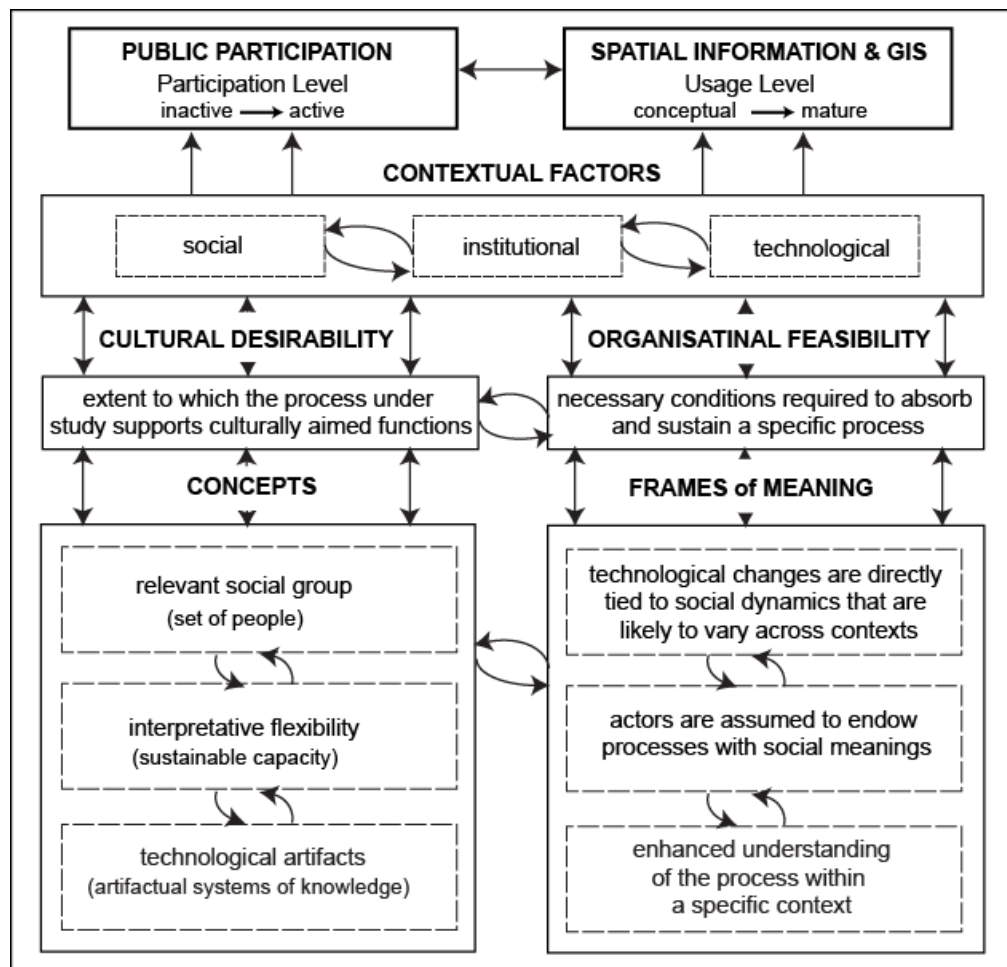 PUBLIC PARTICIPATION
Participation Level
inactive → active
SPATIAL INFORMATION & GIS
Usage Level
conceptual → mature
CONTEXTUAL FACTORS
social
institutional
technological
CULTURAL DESIRABILITY
ORGANISATINAL FEASIBILITY
extent to which the process under
study supports culturally aimed functions
necessary conditions required to absorb
and sustain a specific process
CONCEPTS
FRAMES of MEANING
relevant social group
(set of people)
interpretative flexibility
(sustainable capacity)
technological artifacts
(artifactual systems of knowledge)
technological changes are directly
tied to social dynamics that are
likely to vary across contexts
actors are assumed to endow
processes with social meanings
enhanced understanding
of the process within
a specific context